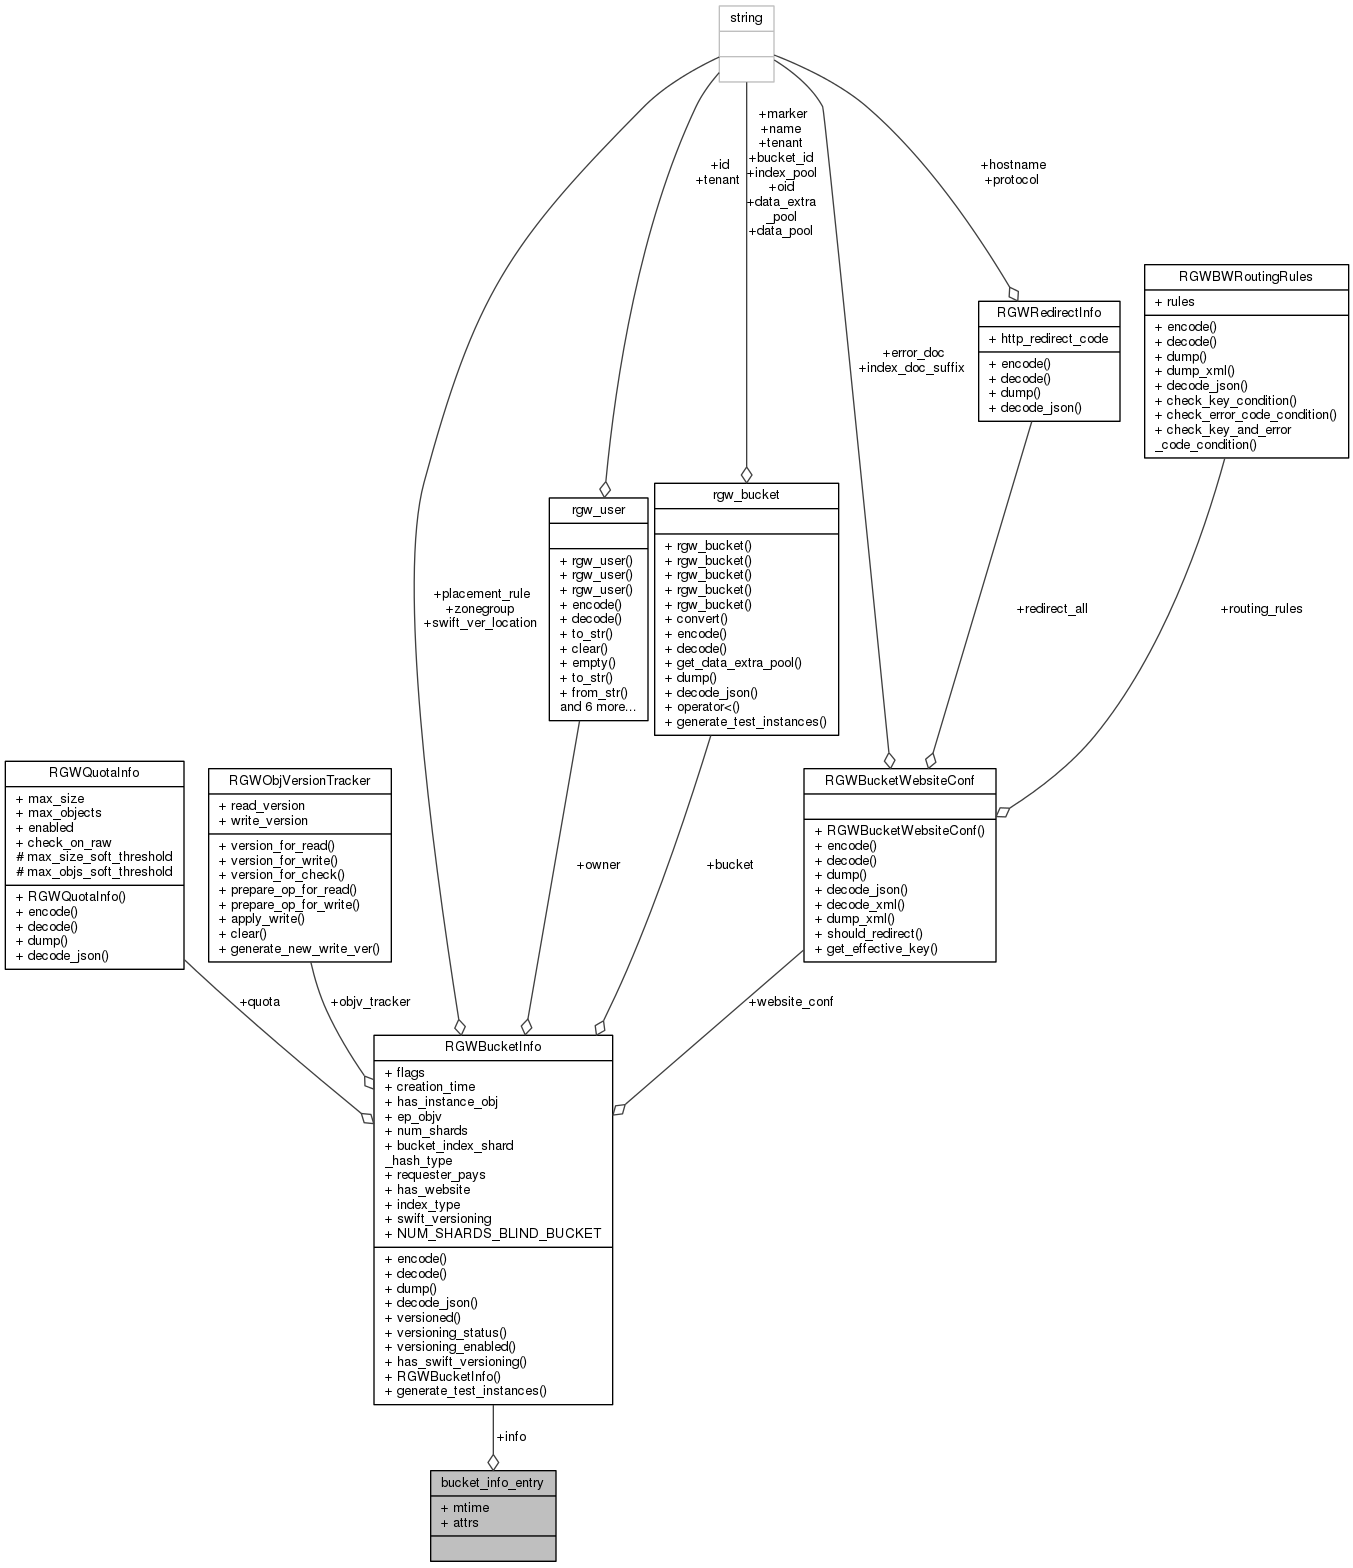 string
+marker
+name
+tenant
+bucket_id
+index_pool
+oid
+data_extra
_pool
+data_pool
+id
+tenant
+hostname
+protocol
RGWBWRoutingRules
+ rules
+ encode()
+ decode()
+ dump()
+ dump_xml()
+ decode_json()
+ check_key_condition()
+ check_error_code_condition()
+ check_key_and_error
_code_condition()
RGWRedirectInfo
+ http_redirect_code
+ encode()
+ decode()
+ dump()
+ decode_json()
+error_doc
+index_doc_suffix
rgw_user
+ rgw_user()
+ rgw_user()
+ rgw_user()
+ encode()
+ decode()
+ to_str()
+ clear()
+ empty()
+ to_str()
+ from_str()
and 6 more...
rgw_bucket
+ rgw_bucket()
+ rgw_bucket()
+ rgw_bucket()
+ rgw_bucket()
+ rgw_bucket()
+ convert()
+ encode()
+ decode()
+ get_data_extra_pool()
+ dump()
+ decode_json()
+ operator<()
+ generate_test_instances()
+placement_rule
+zonegroup
+swift_ver_location
+redirect_all
+routing_rules
RGWQuotaInfo
+ max_size
+ max_objects
+ enabled
+ check_on_raw
# max_size_soft_threshold
# max_objs_soft_threshold
+ RGWQuotaInfo()
+ encode()
+ decode()
+ dump()
+ decode_json()
RGWObjVersionTracker
+ read_version
+ write_version
+ version_for_read()
+ version_for_write()
+ version_for_check()
+ prepare_op_for_read()
+ prepare_op_for_write()
+ apply_write()
+ clear()
+ generate_new_write_ver()
RGWBucketWebsiteConf
+ RGWBucketWebsiteConf()
+ encode()
+ decode()
+ dump()
+ decode_json()
+ decode_xml()
+ dump_xml()
+ should_redirect()
+ get_effective_key()
+owner
+bucket
+quota
+objv_tracker
+website_conf
RGWBucketInfo
+ flags
+ creation_time
+ has_instance_obj
+ ep_objv
+ num_shards
+ bucket_index_shard
_hash_type
+ requester_pays
+ has_website
+ index_type
+ swift_versioning
+ NUM_SHARDS_BLIND_BUCKET
+ encode()
+ decode()
+ dump()
+ decode_json()
+ versioned()
+ versioning_status()
+ versioning_enabled()
+ has_swift_versioning()
+ RGWBucketInfo()
+ generate_test_instances()
+info
bucket_info_entry
+ mtime
+ attrs